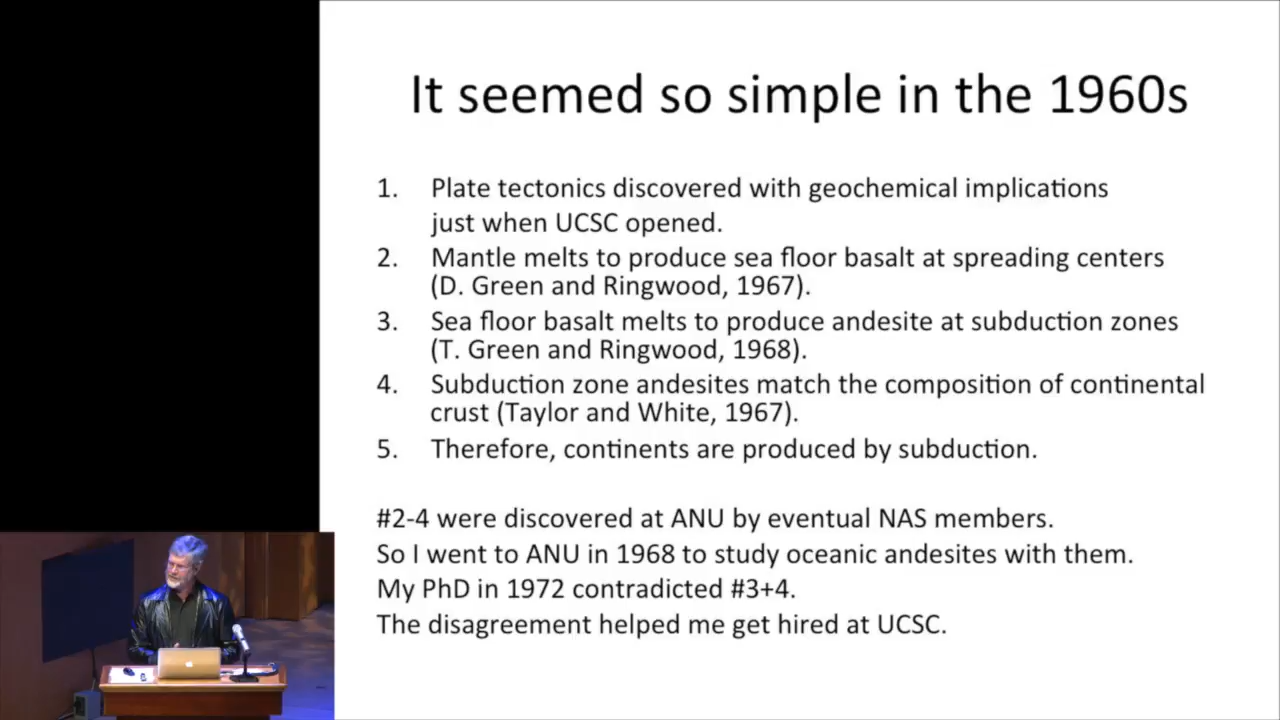 It seemed so simple in the 1960s
1. Plate tectonics discovered with geochemical implications
just when UCSC opened.
2. Mantle melts to produce sea floor basalt at spreading centers
(D. Green and Ringwood, 1967).
3. Sea floor basalt melts to produce andesite at subduction zones
(T. Green and Ringwood, 1968).
4. Subduction zone andesites match the composition of continental
crust (Taylor and White, 1967).
5. Therefore, continents are produced by subduction.
#2-4 were discovered at ANU by eventual NAS members.
So I went to ANU in 1968 to study oceanic andesites with them.
My PhD in 1972 contradicted #3+4.
The disagreement helped me get hired at UCSC.